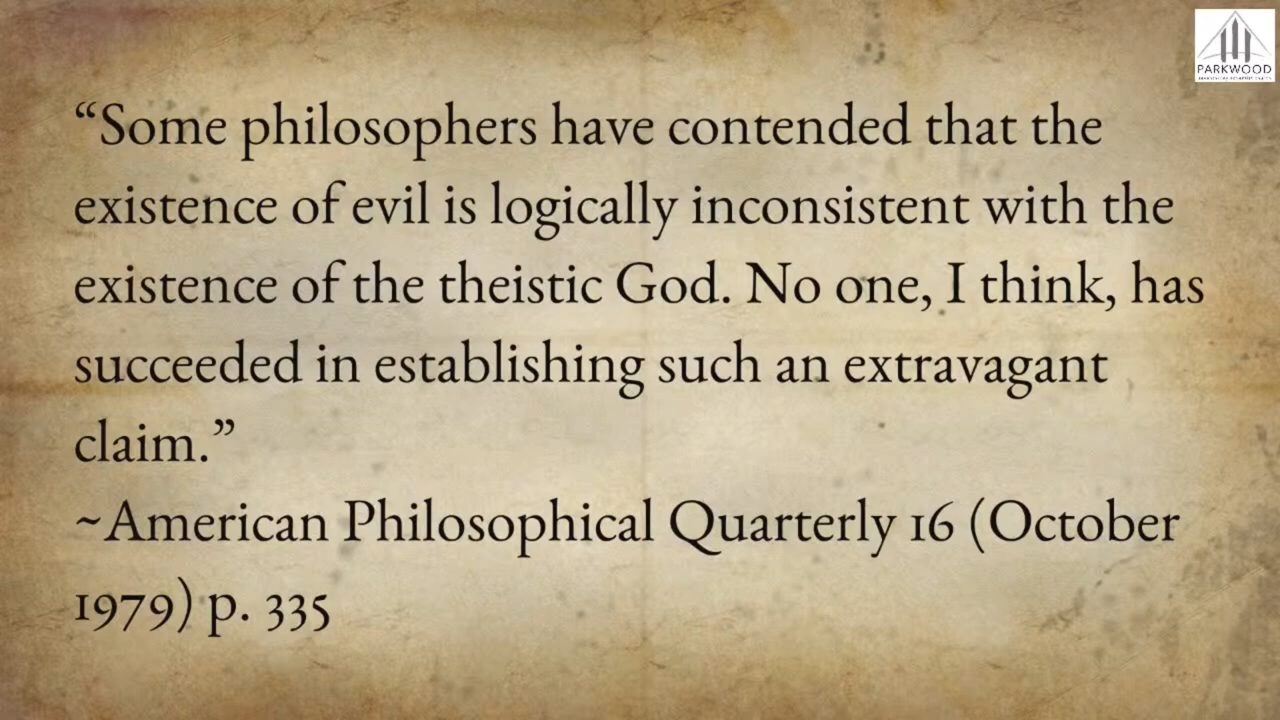 “Some philosophers have contended that the
existence of evil is logically inconsistent with the
existence of the theistic God. No one, I think, has
succeeded in establishing such an extravagant
claim.”
~American Philosophical Quarterly 16 (October
1979) p. 335
PARKWOOD